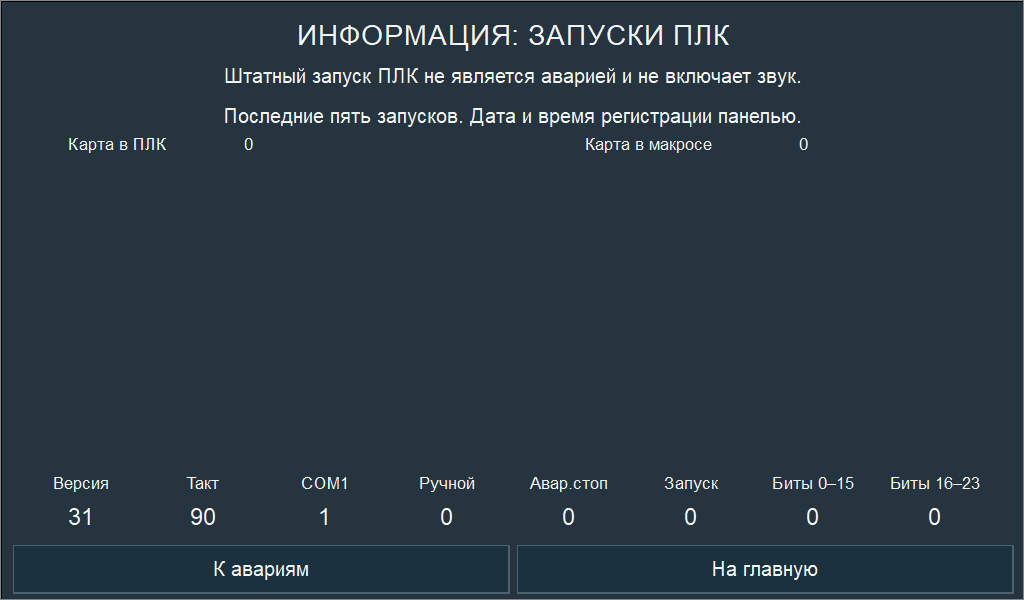 ИНФОРМАЦИЯ: ЗАПУСКИ ПЛК
Штатный запуск ПЛК не является аварией и не включает звук.
Последние пять запусков. Дата и время регистрации панелью.
Карта в ПЛК 0 Карта в макросе 0
Версия Такт COM1 Ручной Авар.стоп Запуск Биты 0–15 Биты 16–23
31 90 1 0 0 0 0 0
К авариям На главную